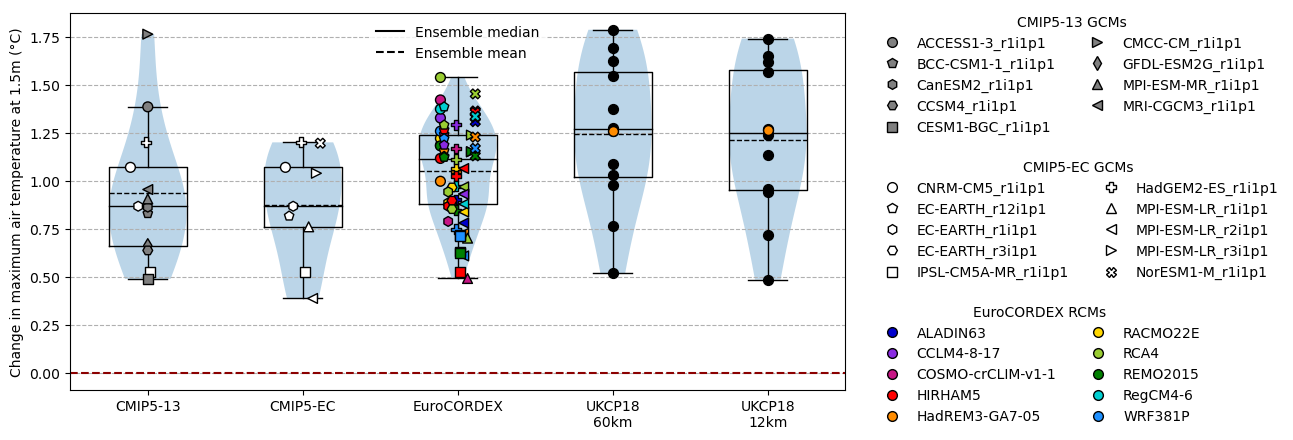 Change in maximum air temperature at 1.5m (°C)
1.75
1.50
1.25
1.00
0.75
0.50
0.25
0.00
Ensemble median
Ensemble mean
CMIP5-13
CMIP5-EC
EuroCORDEX
UKCP18
60km
UKCP18
12km
CMIP5-13 GCMs
ACCESS1-3_r1i1p1
BCC-CSM1-1_r1i1p1
CanESM2_r1i1p1
CCSM4_r1i1p1
CESM1-BGC_r1i1p1
CMCC-CM_r1i1p1
GFDL-ESM2G_r1i1p1
MPI-ESM-MR_r1i1p1
MRI-CGCM3_r1i1p1
CMIP5-EC GCMs
CNRM-CM5_r1i1p1
EC-EARTH_r12i1p1
EC-EARTH_r1i1p1
EC-EARTH_r3i1p1
IPSL-CM5A-MR_r1i1p1
HadGEM2-ES_r1i1p1
MPI-ESM-LR_r1i1p1
MPI-ESM-LR_r2i1p1
MPI-ESM-LR_r3i1p1
NorESM1-M_r1i1p1
EuroCORDEX RCMs
ALADIN63
CCLM4-8-17
COSMO-crCLIM-v1-1
HIRHAM5
HadREM3-GA7-05
RACMO22E
RCA4
REMO2015
RegCM4-6
WRF381P